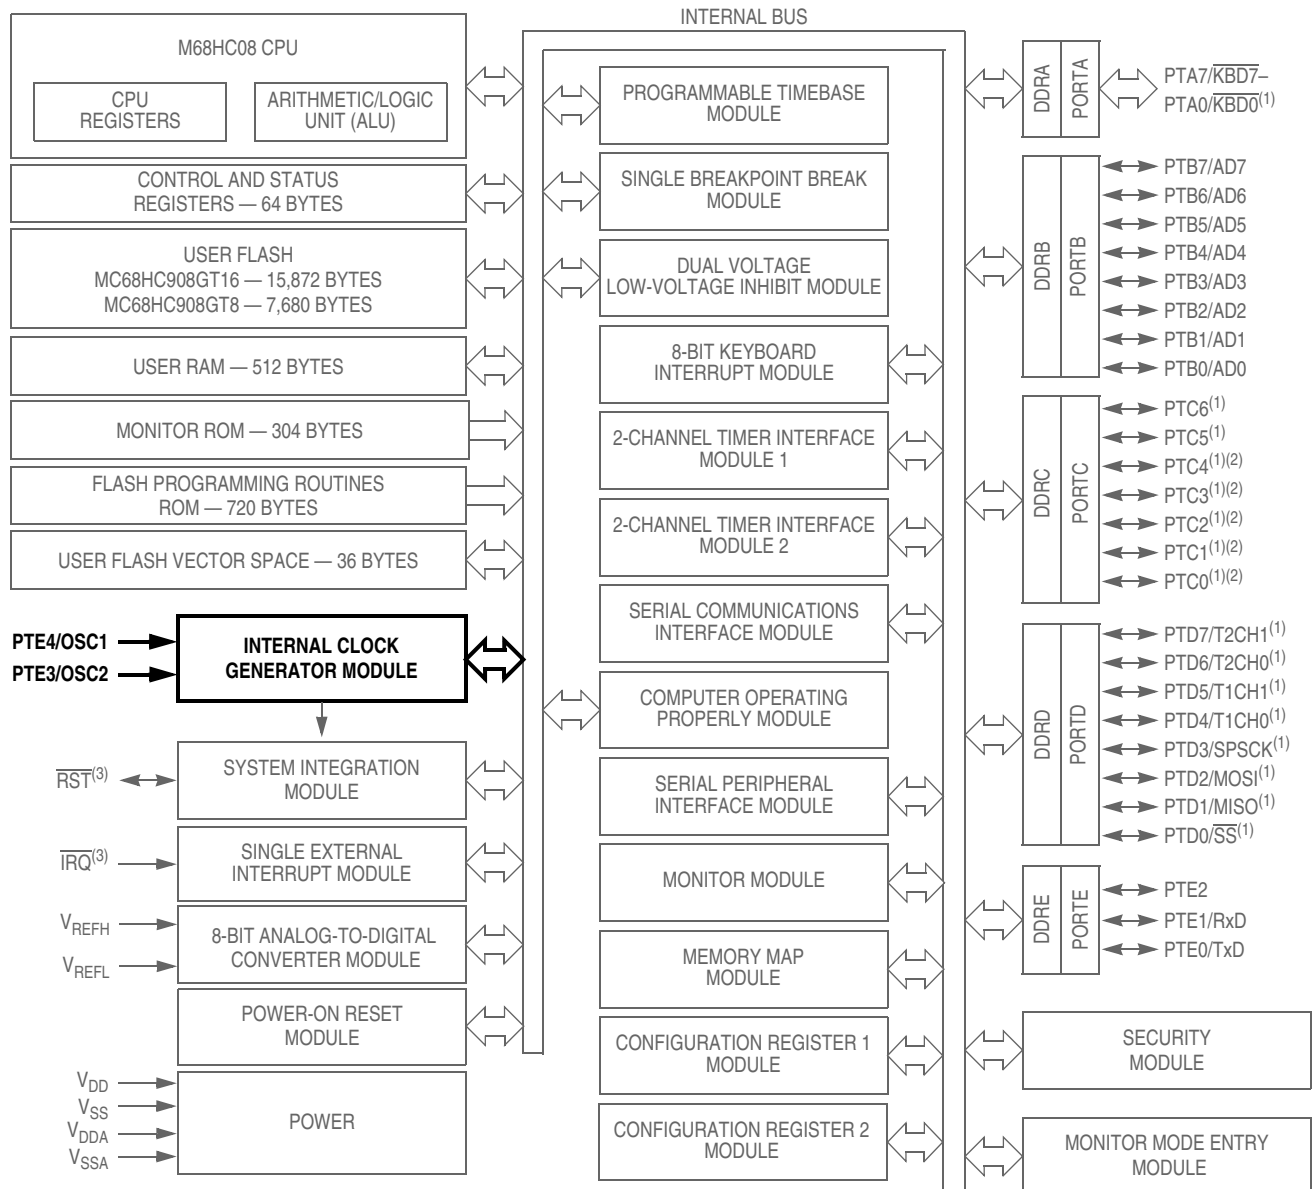 INTERNAL BUS
M68HC08 CPU
CPU
REGISTERS
ARITHMETIC/LOGIC
UNIT (ALU)
CONTROL AND STATUS
REGISTERS — 64 BYTES
USER FLASH
MC68HC908GT16 — 15,872 BYTES
MC68HC908GT8 — 7,680 BYTES
USER RAM — 512 BYTES
MONITOR ROM — 304 BYTES
FLASH PROGRAMMING ROUTINES
ROM — 720 BYTES
USER FLASH VECTOR SPACE — 36 BYTES
PTE4/OSC1
PTE3/OSC2
INTERNAL CLOCK
GENERATOR MODULE
RST(3)
SYSTEM INTEGRATION
MODULE
IRQ(3)
SINGLE EXTERNAL
INTERRUPT MODULE
VREFH
VREFL
8-BIT ANALOG-TO-DIGITAL
CONVERTER MODULE
POWER-ON RESET
MODULE
VDD
VSS
VDDA
VSSA
POWER
PROGRAMMABLE TIMEBASE
MODULE
SINGLE BREAKPOINT BREAK
MODULE
DUAL VOLTAGE
LOW-VOLTAGE INHIBIT MODULE
8-BIT KEYBOARD
INTERRUPT MODULE
2-CHANNEL TIMER INTERFACE
MODULE 1
2-CHANNEL TIMER INTERFACE
MODULE 2
SERIAL COMMUNICATIONS
INTERFACE MODULE
COMPUTER OPERATING
PROPERLY MODULE
SERIAL PERIPHERAL
INTERFACE MODULE
MONITOR MODULE
MEMORY MAP
MODULE
CONFIGURATION REGISTER 1
MODULE
CONFIGURATION REGISTER 2
MODULE
DDRA
PORTA
PTA7/KBD7–
PTA0/KBD0(1)
DDRB
PORTB
PTB7/AD7
PTB6/AD6
PTB5/AD5
PTB4/AD4
PTB3/AD3
PTB2/AD2
PTB1/AD1
PTB0/AD0
DDRC
PORTC
PTC6(1)
PTC5(1)
PTC4(1)(2)
PTC3(1)(2)
PTC2(1)(2)
PTC1(1)(2)
PTC0(1)(2)
DDRD
PORTD
PTD7/T2CH1(1)
PTD6/T2CH0(1)
PTD5/T1CH1(1)
PTD4/T1CH0(1)
PTD3/SPSCK(1)
PTD2/MOSI(1)
PTD1/MISO(1)
PTD0/SS(1)
DDRE
PORTE
PTE2
PTE1/RxD
PTE0/TxD
SECURITY
MODULE
MONITOR MODE ENTRY
MODULE